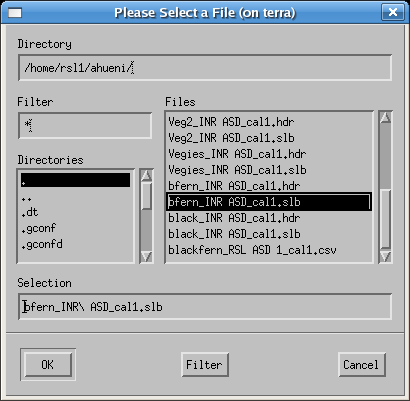 Please Select a File (on terra)
Directory
/home/rsl1/ahueni/
Filter
*
Files
Veg2_INR ASD_cal1.hdr
Veg2_INR ASD_cal1.slb
Vegies_INR ASD_cal1.hdr
Vegies_INR ASD_cal1.slb
bfern_INR ASD_cal1.hdr
bfern_INR ASD_cal1.slb
black_INR ASD_cal1.hdr
black_INR ASD_cal1.slb
blackfern_RSL ASD 1_cal1.csv
Directories
.
..
.dt
.gconf
.gconfd
Selection
bfern_INR\ ASD_cal1.slb
OK
Filter
Cancel